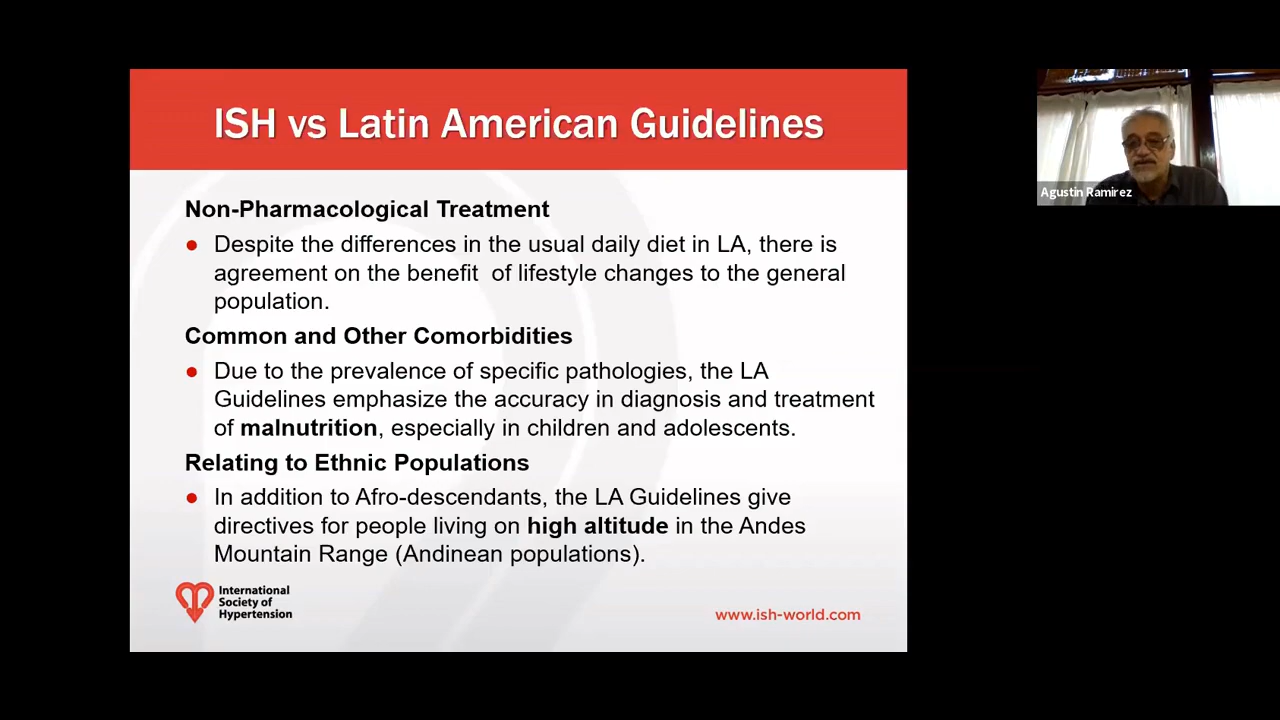 ISH vs Latin American Guidelines
Agustin Ramirez
Non-Pharmacological Treatment
● Despite the differences in the usual daily diet in LA, there is
agreement on the benefit  of lifestyle changes to the general
population.
Common and Other Comorbidities
● Due to the prevalence of specific pathologies, the LA
Guidelines emphasize the accuracy in diagnosis and treatment
of malnutrition, especially in children and adolescents.
Relating to Ethnic Populations
● In addition to Afro-descendants, the LA Guidelines give
directives for people living on high altitude in the Andes
Mountain Range (Andinean populations).
International
Society of
Hypertension
www.ish-world.com